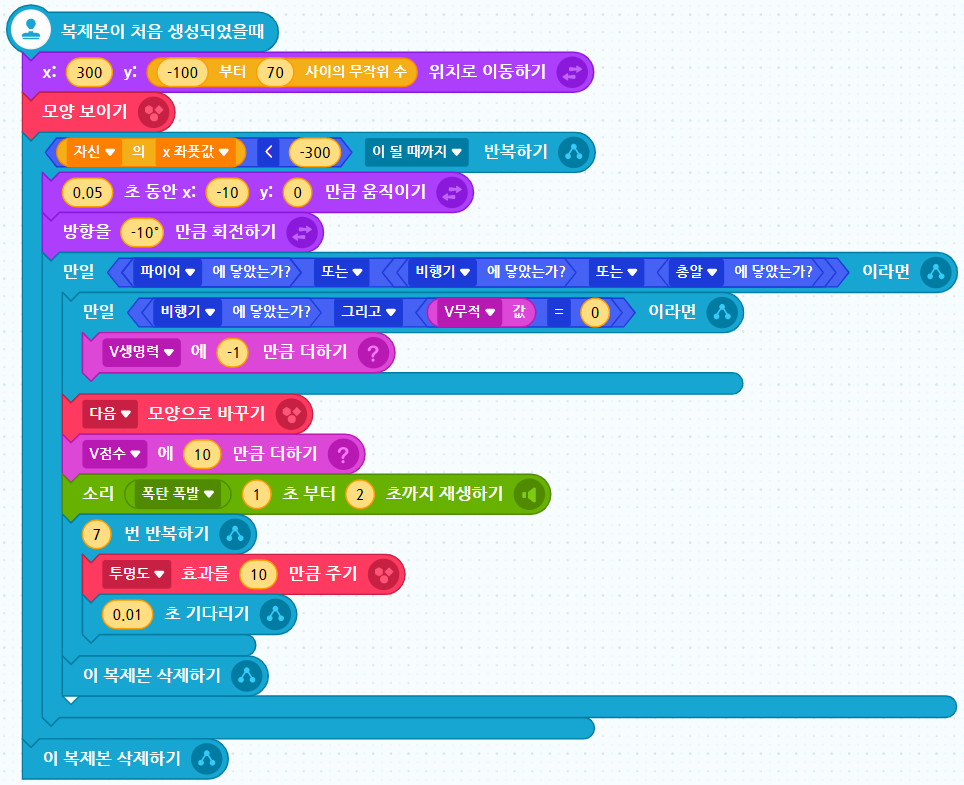 복제본이 처음 생성되었을때
x: 300 y: -100 부터 70 사이의 무작위 수 위치로 이동하기
모양 보이기
자신 의 x 좌푯값 < -300 이 될 때까지 반복하기
0.05 초 동안 x: -10 y: 0 만큼 움직이기
방향을 -10° 만큼 회전하기
만일 파이어 에 닿았는가? 또는 비행기 에 닿았는가? 또는 총알 에 닿았는가? 이라면
만일 비행기 에 닿았는가? 그리고 V무적 값 = 0 이라면
V생명력 에 -1 만큼 더하기 ?
다음 모양으로 바꾸기
V점수 에 10 만큼 더하기 ?
소리 폭탄 폭발 1 초 부터 2 초까지 재생하기
7 번 반복하기
투명도 효과를 10 만큼 주기
0.01 초 기다리기
이 복제본 삭제하기
이 복제본 삭제하기